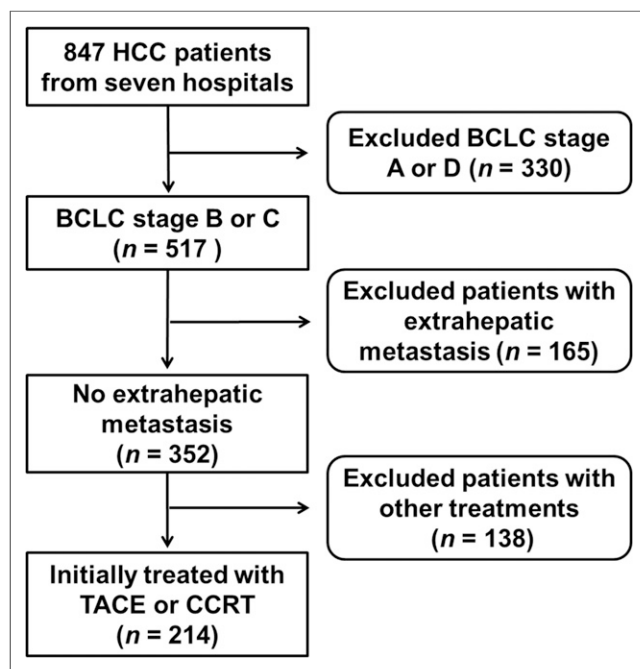 847 HCC patients
from seven hospitals
Excluded BCLC stage
A or D (n = 330)
BCLC stage B or C
(n = 517 )
Excluded patients with
extrahepatic
metastasis (n = 165)
No extrahepatic
metastasis
(n = 352)
Excluded patients with
other treatments
(n = 138)
Initially treated with
TACE or CCRT
(n = 214)